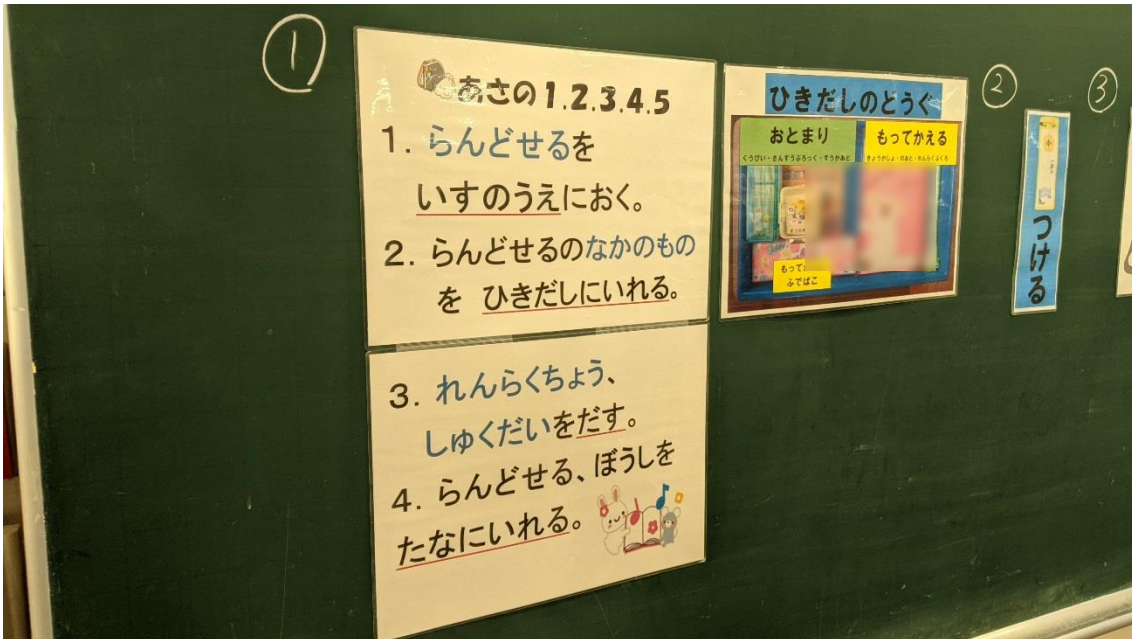 ①
あさの1.2.3.4.5
1. らんどせるを
いすのうえにおく。
2. らんどせるのなかのもの
を ひきだしにいれる。
3. れんらくちょう、
しゅくだいをだす。
4. らんどせる、ぼうしを
たなにいれる。
ひきだしのどうぐ
おとまり
もってかえる
もって
ふでばこ
②
つける
③